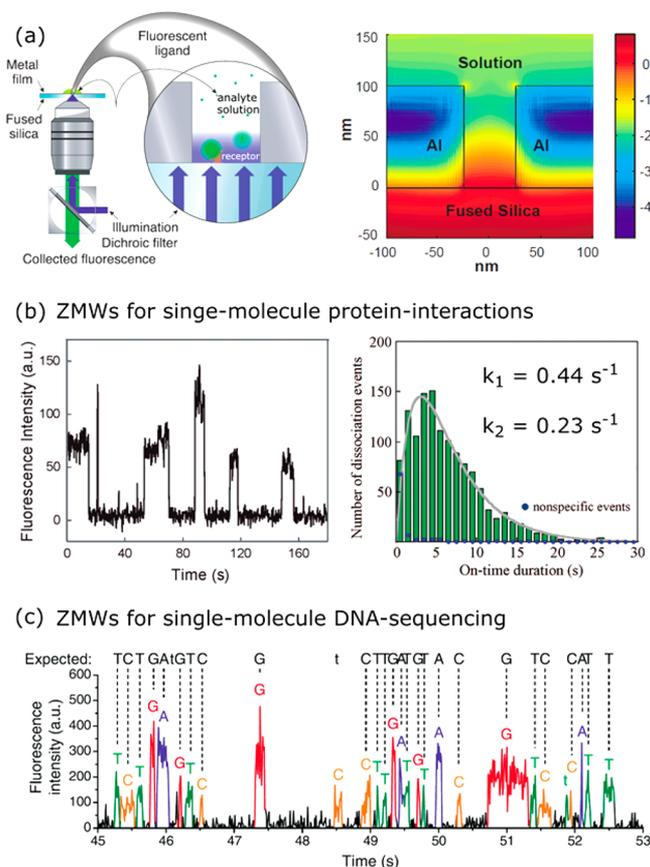 (a)
Fluorescent
ligand
Metal
film
Fused
silica
analyte
solution
receptor
Illumination
Dichroic filter
Collected fluorescence
nm
150
100
50
0
-50
Solution
Al
Al
Fused Silica
-100
-50
0
50
100
nm
0
-1
-2
-3
-4
(b) ZMWs for singe-molecule protein-interactions
Fluorescence Intensity (a.u.)
150
100
50
0
0
40
80
120
160
Time (s)
Number of dissociation events
200
150
100
50
k1 = 0.44 s-1
k2 = 0.23 s-1
nonspecific events
0
5
10
15
20
25
30
On-time duration (s)
(c) ZMWs for single-molecule DNA-sequencing
Expected: T C T G A t G T C G t C T T G A T G T A C G T C C A T T
Fluorescence
intensity (a.u.)
600
500
400
300
200
100
0
T C T G A G T C G C C T T G A T G T A C G T C t C A T T
45
46
47
48
49
50
51
52
53
Time (s)